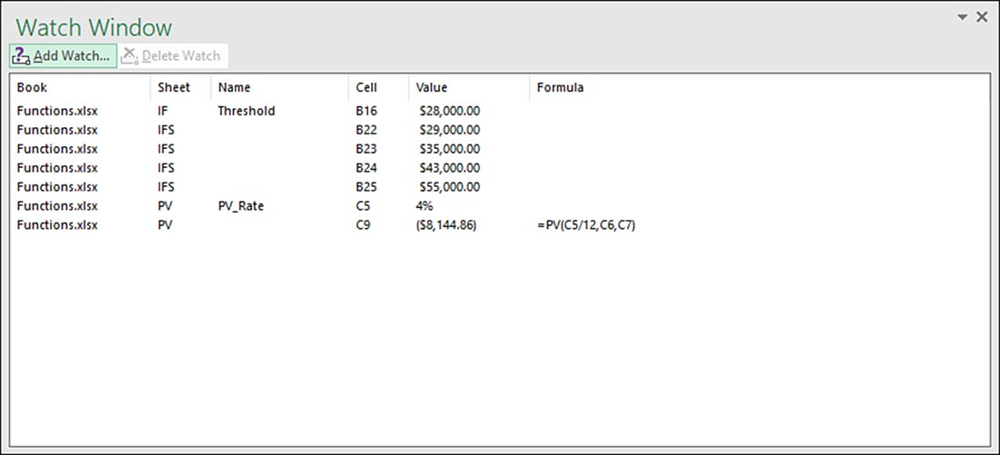 Watch Window
Add Watch... Delete Watch
Book Sheet Name Cell Value Formula
Functions.xlsx IF Threshold B16 $28,000.00
Functions.xlsx IFS B22 $29,000.00
Functions.xlsx IFS B23 $35,000.00
Functions.xlsx IFS B24 $43,000.00
Functions.xlsx IFS B25 $55,000.00
Functions.xlsx PV PV_Rate C5 4%
Functions.xlsx PV C9 ($8,144.86) =PV(C5/12,C6,C7)